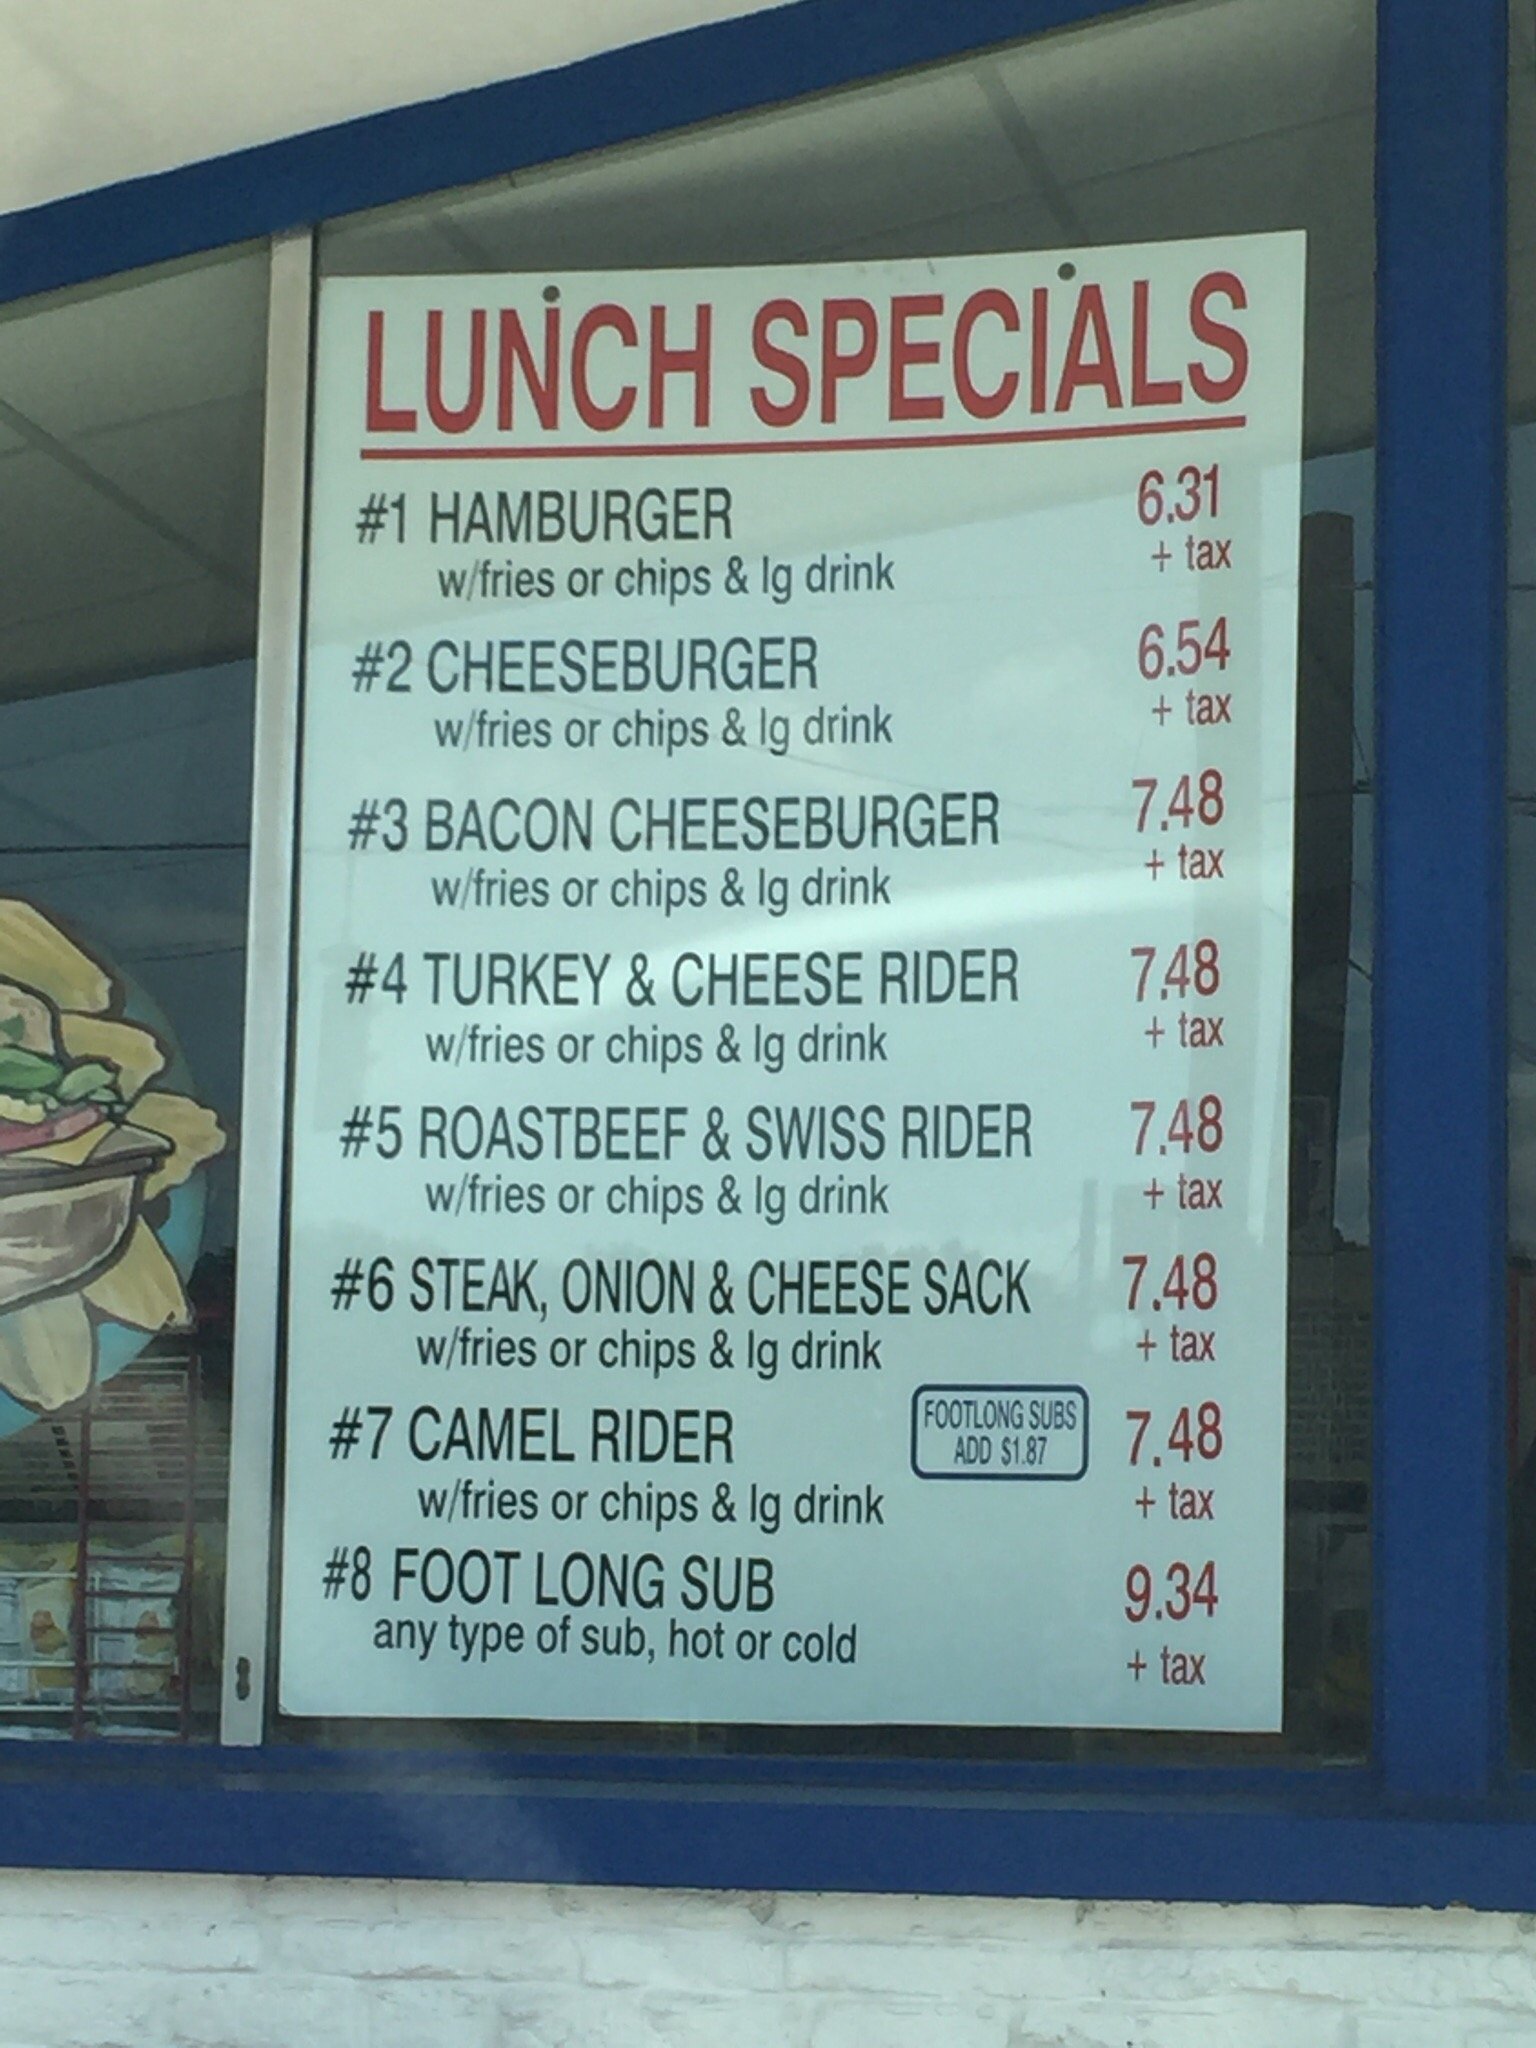 LUNCH SPECIALS
#1 HAMBURGER 6.31
w/fries or chips & lg drink + tax
#2 CHEESEBURGER 6.54
w/fries or chips & lg drink + tax
#3 BACON CHEESEBURGER 7.48
w/fries or chips & lg drink + tax
#4 TURKEY & CHEESE RIDER 7.48
w/fries or chips & lg drink + tax
#5 ROASTBEEF & SWISS RIDER 7.48
w/fries or chips & lg drink + tax
#6 STEAK, ONION & CHEESE SACK 7.48
w/fries or chips & lg drink + tax
#7 CAMEL RIDER 7.48
FOOTLONG SUBS
ADD $1.87
w/fries or chips & lg drink + tax
#8 FOOT LONG SUB 9.34
any type of sub, hot or cold + tax